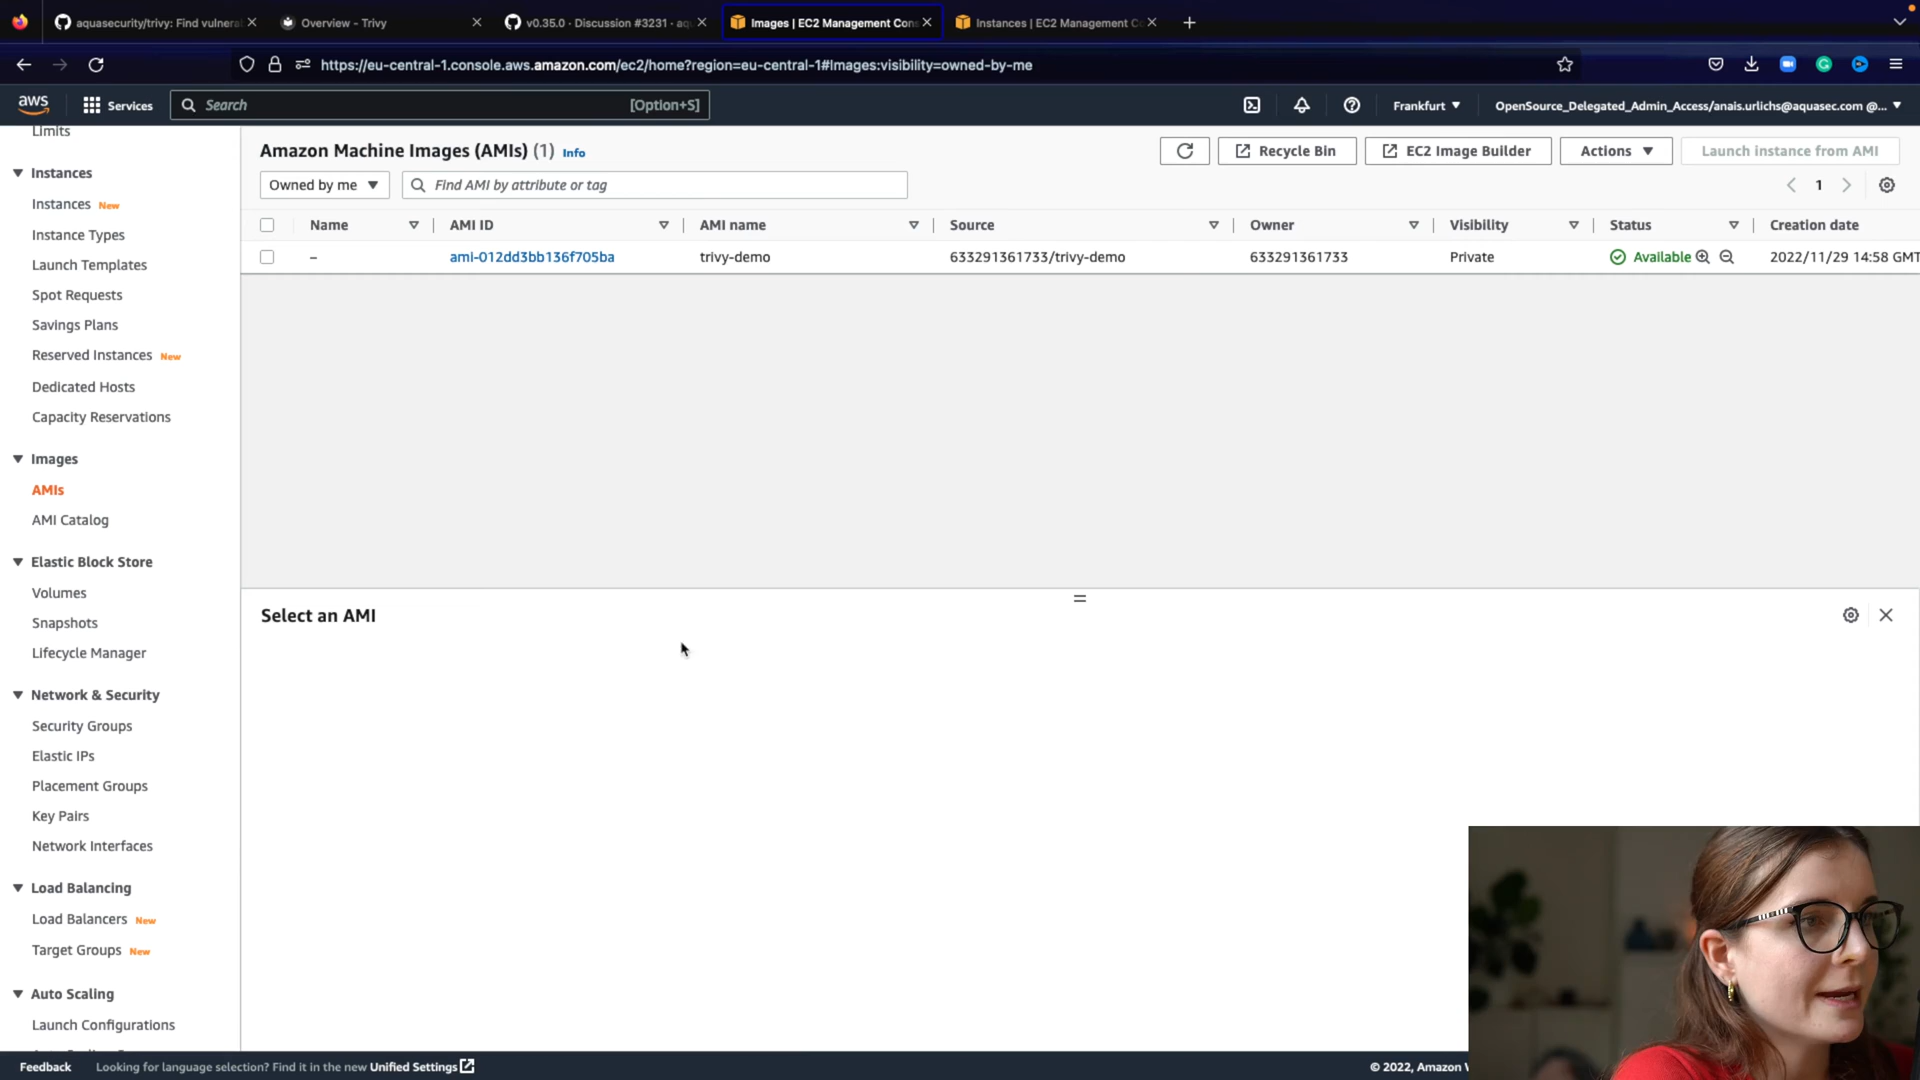 aquasecurity/trivy: Find vulnera
Overview - Trivy
v0.35.0 · Discussion #3231 · aq
Images | EC2 Management Con
Instances | EC2 Management C
https://eu-central-1.console.aws.amazon.com/ec2/home?region=eu-central-1#Images:visibility=owned-by-me
aws
Services
Search
[Option+S]
Frankfurt
OpenSource_Delegated_Admin_Access/anais.urlichs@aquasec.com @...
Limits
Instances
Instances New
Instance Types
Launch Templates
Spot Requests
Savings Plans
Reserved Instances New
Dedicated Hosts
Capacity Reservations
Images
AMIs
AMI Catalog
Elastic Block Store
Volumes
Snapshots
Lifecycle Manager
Network & Security
Security Groups
Elastic IPs
Placement Groups
Key Pairs
Network Interfaces
Load Balancing
Load Balancers New
Target Groups New
Auto Scaling
Launch Configurations
Amazon Machine Images (AMIs) (1) Info
Recycle Bin
EC2 Image Builder
Actions
Launch instance from AMI
Owned by me
Find AMI by attribute or tag
1
Name AMI ID AMI name Source Owner Visibility Status Creation date
– ami-012dd3bb136f705ba trivy-demo 633291361733/trivy-demo 633291361733 Private Available 2022/11/29 14:58 GMT
Select an AMI
Feedback
Looking for language selection? Find it in the new Unified Settings
© 2022, Amazon W